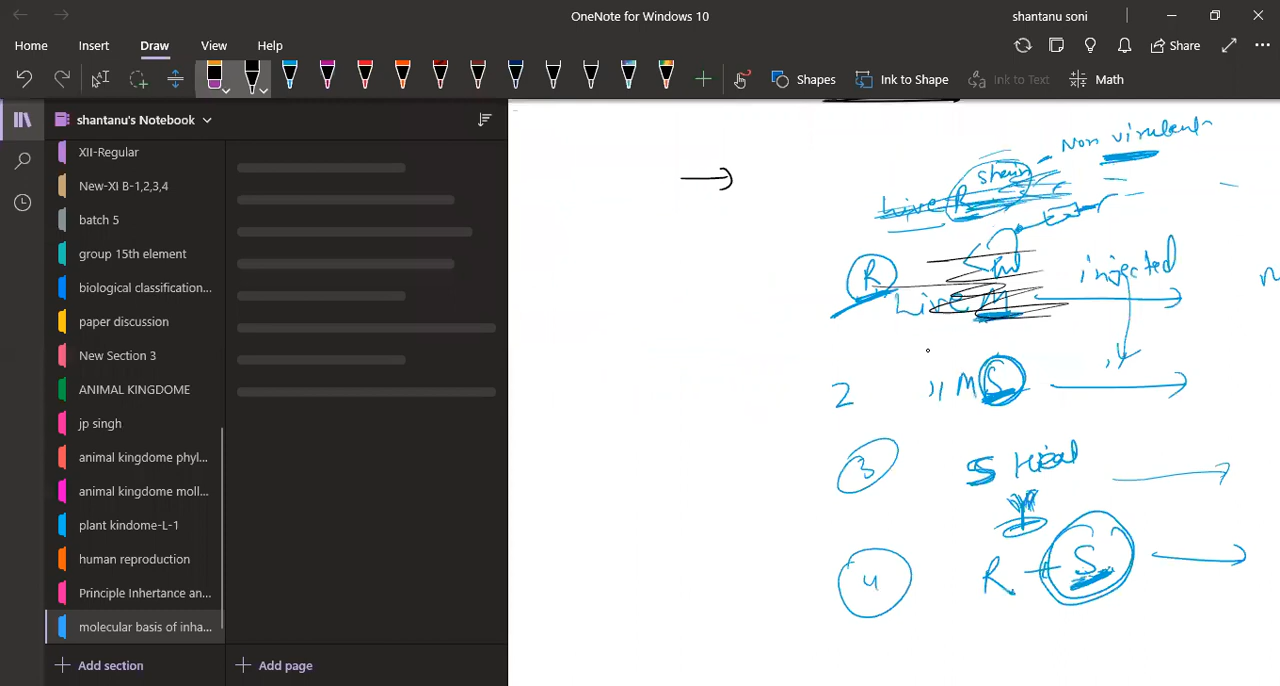 OneNote for Windows 10
shantanu soni
Home Insert Draw View Help
Share
Shapes
Ink to Shape
Ink to Text
Math
shantanu's Notebook
XII-Regular
New-XI B-1,2,3,4
batch 5
group 15th element
biological classification...
paper discussion
New Section 3
ANIMAL KINGDOME
jp singh
animal kingdome phyl...
animal kingdome moll...
plant kindome-L-1
human reproduction
Principle Inhertance an...
molecular basis of inha...
Add section
Add page
Non virulent
strain
Live R
R
Live M injected
2 ,, M S
3 S Heat
4 R + S